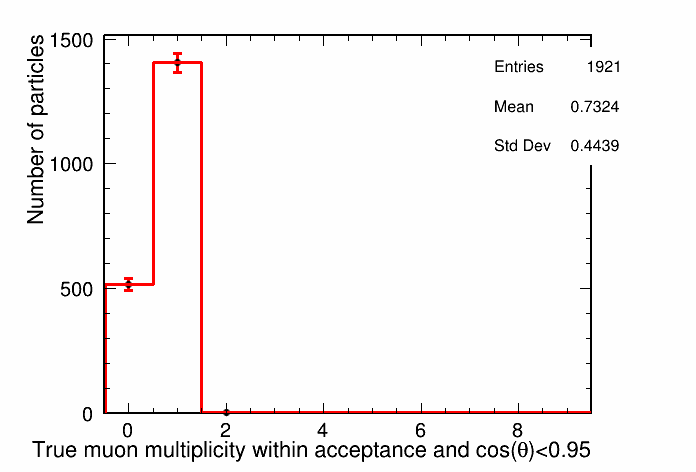 Number of particles
1500
1000
500
0
Entries 1921
Mean 0.7324
Std Dev 0.4439
0 2 4 6 8
True muon multiplicity within acceptance and cos(θ)<0.95